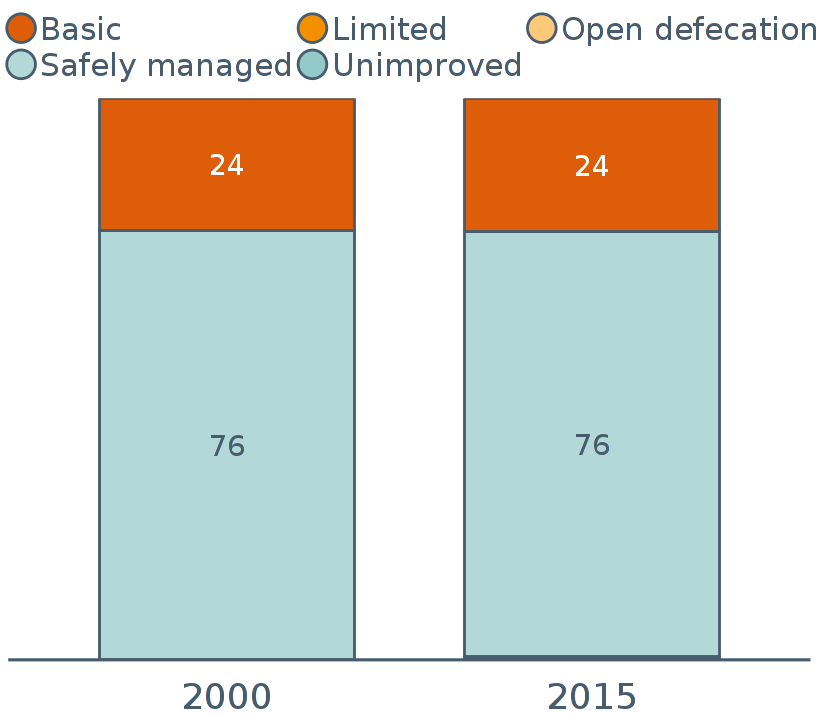 Basic Limited Open defecation
Safely managed Unimproved
24 24
76 76
2000 2015